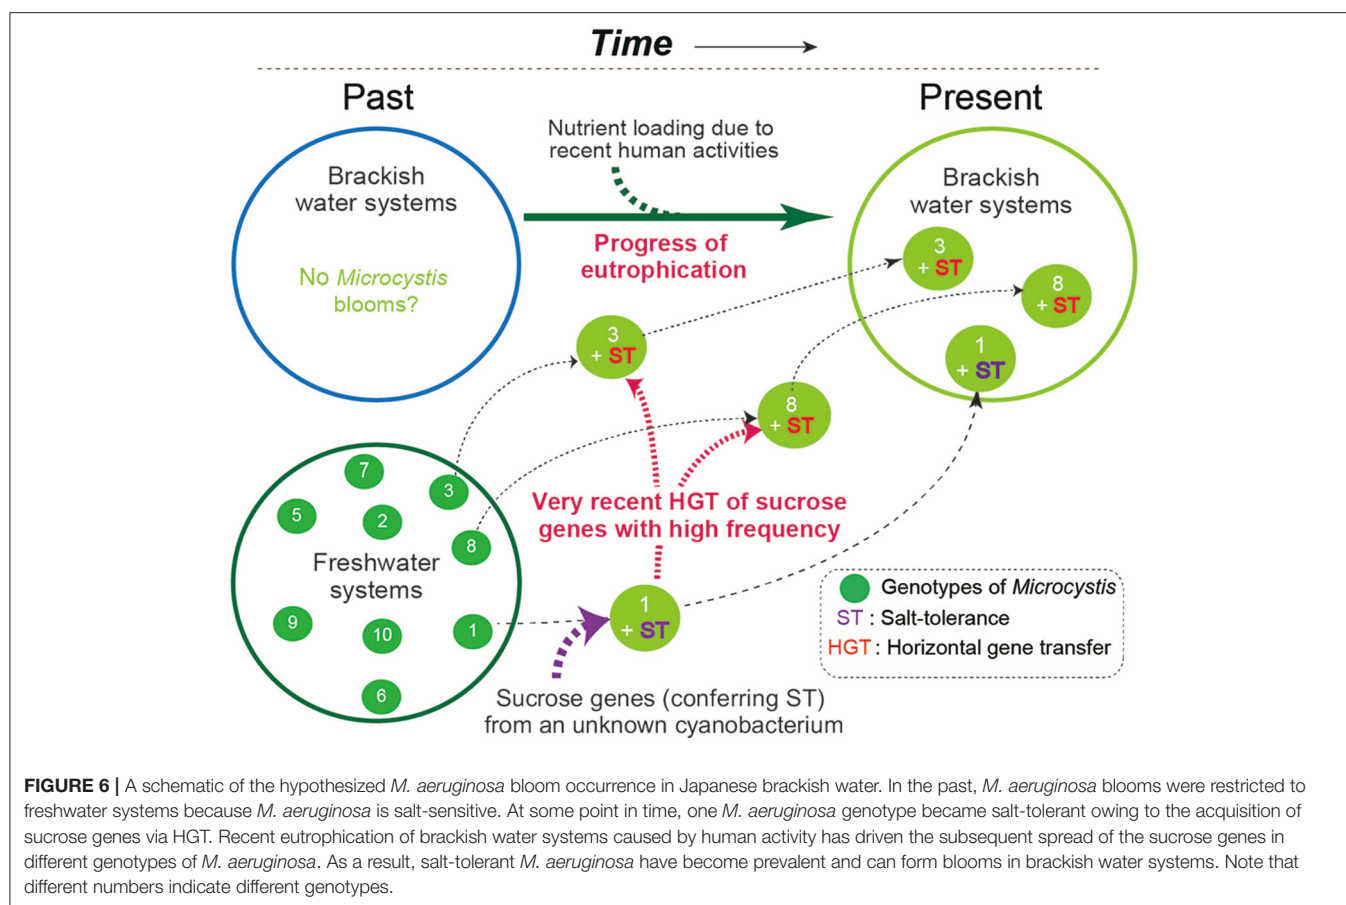 Time
Past
Present
Nutrient loading due to
recent human activities
Brackish
water systems
No Microcystis
blooms?
Progress of
eutrophication
Brackish
water systems
3
+ ST
8
+ ST
1
+ ST
3
+ ST
8
+ ST
7
3
5
2
8
Freshwater
systems
9
10
1
6
Very recent HGT of sucrose
genes with high frequency
1
+ ST
Sucrose genes (conferring ST)
from an unknown cyanobacterium
Genotypes of Microcystis
ST : Salt-tolerance
HGT : Horizontal gene transfer
FIGURE 6 | A schematic of the hypothesized M. aeruginosa bloom occurrence in Japanese brackish water. In the past, M. aeruginosa blooms were restricted to
freshwater systems because M. aeruginosa is salt-sensitive. At some point in time, one M. aeruginosa genotype became salt-tolerant owing to the acquisition of
sucrose genes via HGT. Recent eutrophication of brackish water systems caused by human activity has driven the subsequent spread of the sucrose genes in
different genotypes of M. aeruginosa. As a result, salt-tolerant M. aeruginosa have become prevalent and can form blooms in brackish water systems. Note that
different numbers indicate different genotypes.